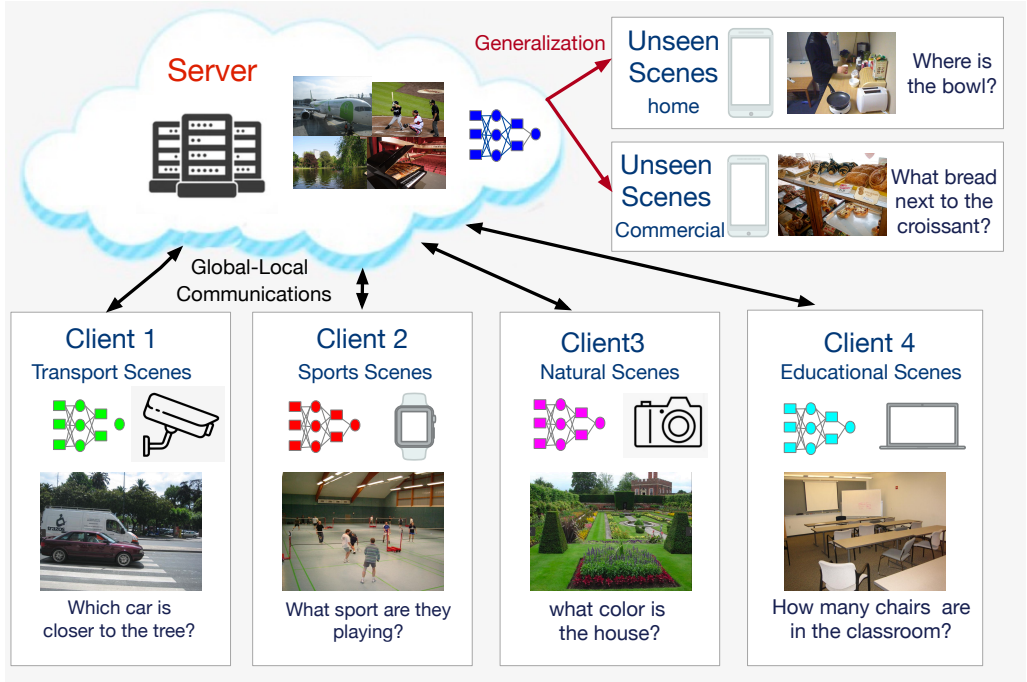 Server
Generalization
Unseen
Scenes
home
Where is
the bowl?
Unseen
Scenes
Commercial
What bread
next to the
croissant?
Global-Local
Communications
Client 1
Transport Scenes
Which car is
closer to the tree?
Client 2
Sports Scenes
What sport are they
playing?
Client3
Natural Scenes
what color is
the house?
Client 4
Educational Scenes
How many chairs are
in the classroom?